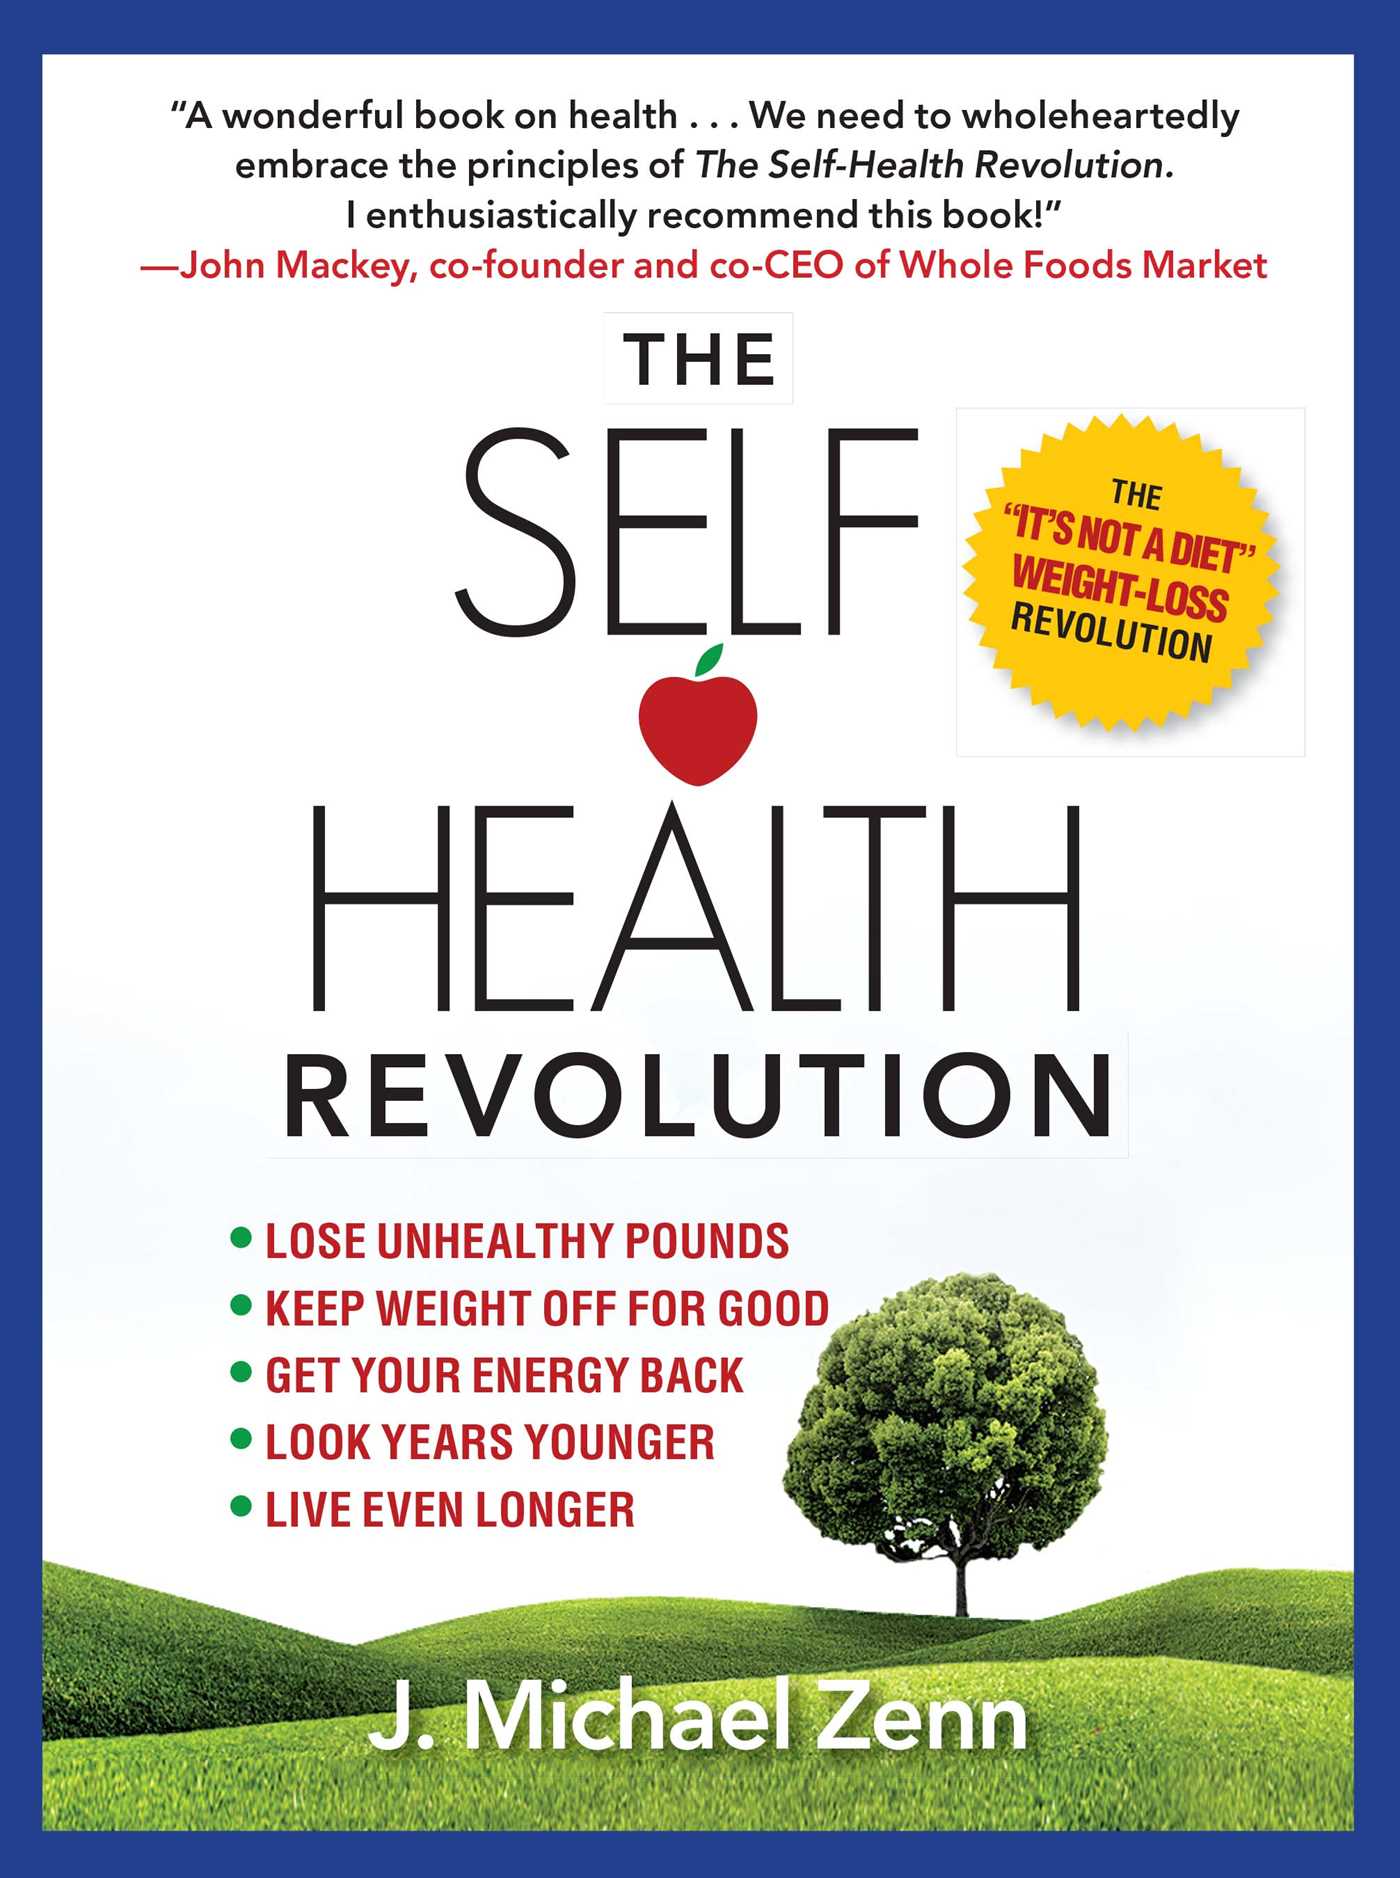 “A wonderful book on health . . . We need to wholeheartedly
embrace the principles of The Self-Health Revolution.
I enthusiastically recommend this book!”
—John Mackey, co-founder and co-CEO of Whole Foods Market
THE
SELF
HEALTH
REVOLUTION
THE
“IT’S NOT A DIET”
WEIGHT-LOSS
REVOLUTION
• LOSE UNHEALTHY POUNDS
• KEEP WEIGHT OFF FOR GOOD
• GET YOUR ENERGY BACK
• LOOK YEARS YOUNGER
• LIVE EVEN LONGER
J. Michael Zenn